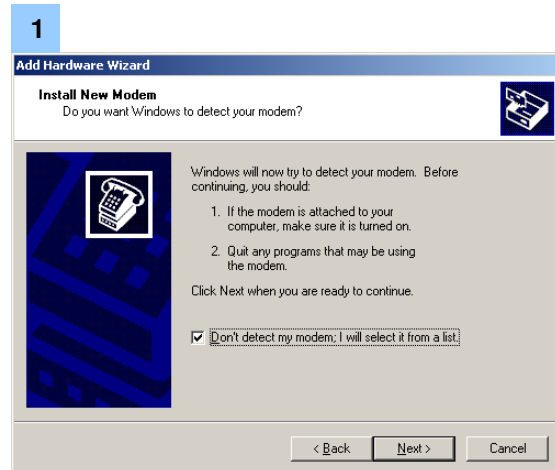 1
Add Hardware Wizard
Install New Modem
Do you want Windows to detect your modem?
Windows will now try to detect your modem. Before
continuing, you should:
1. If the modem is attached to your
computer, make sure it is turned on.
2. Quit any programs that may be using
the modem.
Click Next when you are ready to continue.
Don't detect my modem; I will select it from a list.
< Back Next > Cancel